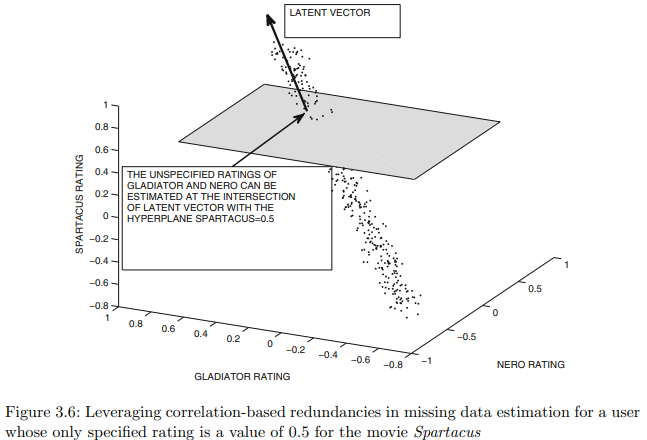 LATENT VECTOR
1
0.8
0.6
0.4
0.2
0
−0.2
−0.4
−0.6
−0.8
SPARTACUS RATING
THE UNSPECIFIED RATINGS OF
GLADIATOR AND NERO CAN BE
ESTIMATED AT THE INTERSECTION
OF LATENT VECTOR WITH THE
HYPERPLANE SPARTACUS=0.5
1
0.8
0.6
0.4
0.2
0
−0.2
−0.4
−0.6
−0.8
GLADIATOR RATING
−1
−0.5
0
0.5
1
NERO RATING
Figure 3.6: Leveraging correlation-based redundancies in missing data estimation for a user
whose only specified rating is a value of 0.5 for the movie Spartacus